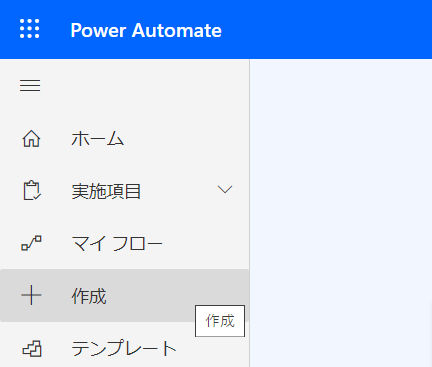 Power Automate
ホーム
実施項目
マイ フロー
作成
作成
テンプレート